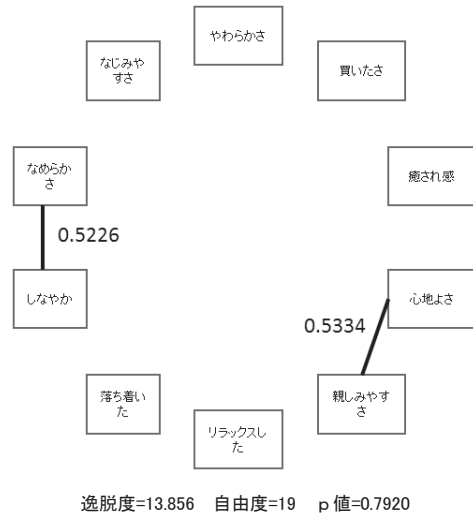 やわらかさ
なじみや
すさ
買いたさ
なめらか
さ
癒され感
0.5226
しなやか
心地よさ
0.5334
落ち着い
た
親しみやす
さ
リラックスし
た
逸脱度=13.856 自由度=19 p値=0.7920